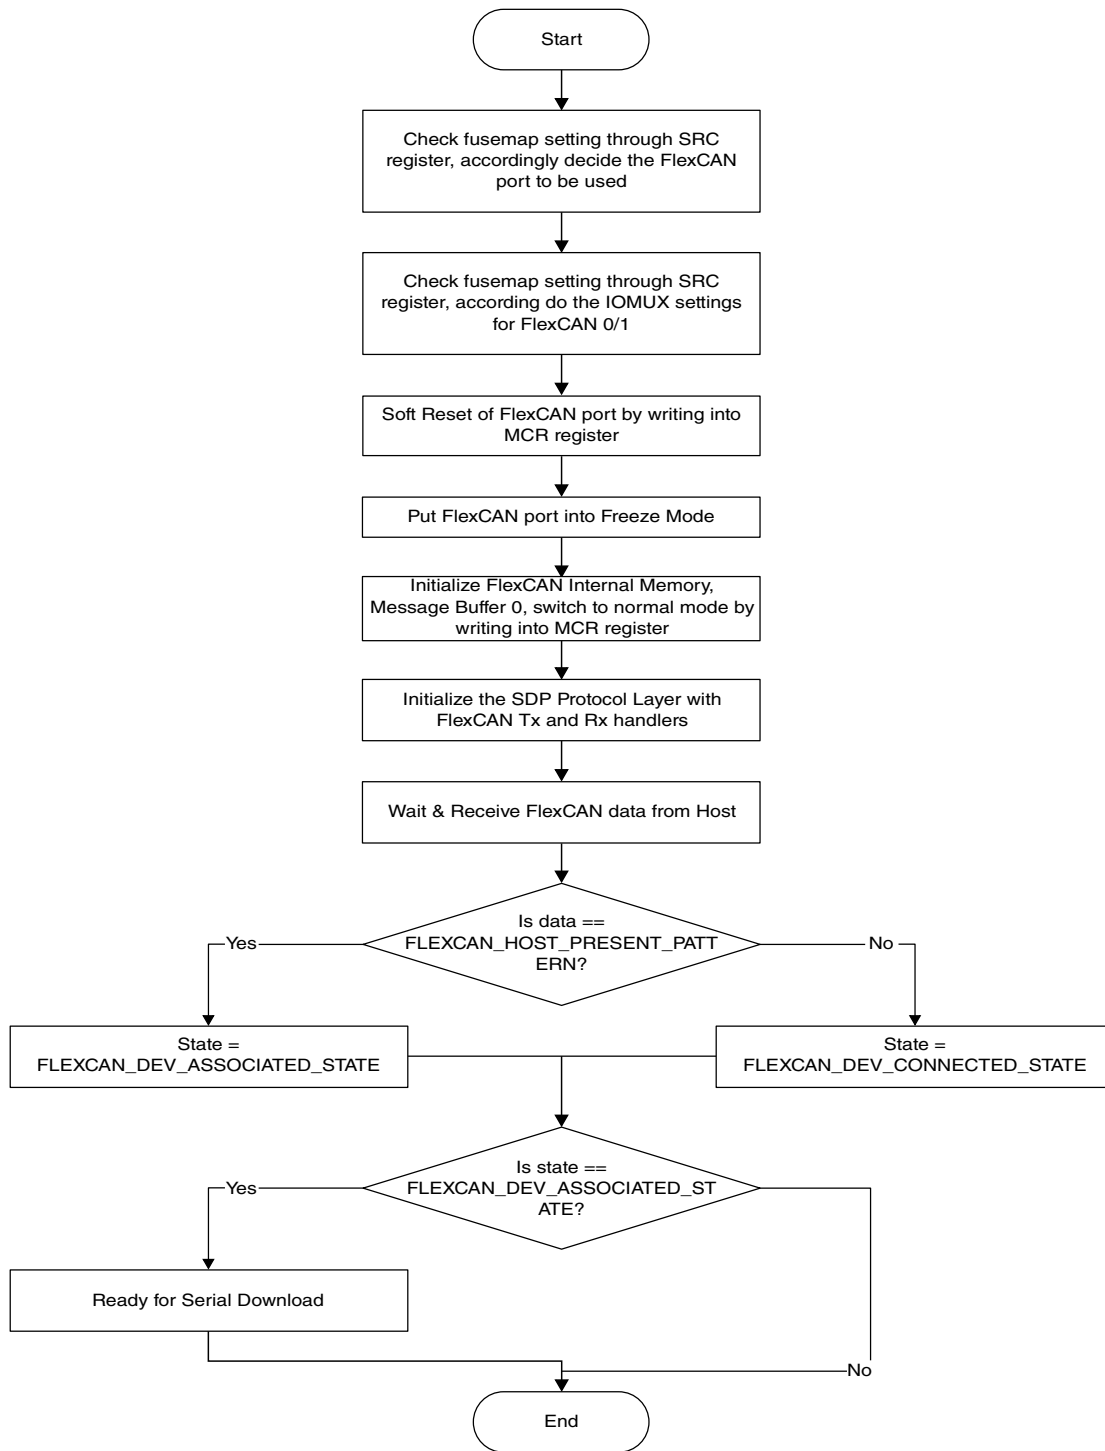 Start
Check fusemap setting through SRC
register, accordingly decide the FlexCAN
port to be used
Check fusemap setting through SRC
register, according do the IOMUX settings
for FlexCAN 0/1
Soft Reset of FlexCAN port by writing into
MCR register
Put FlexCAN port into Freeze Mode
Initialize FlexCAN Internal Memory,
Message Buffer 0, switch to normal mode by
writing into MCR register
Initialize the SDP Protocol Layer with
FlexCAN Tx and Rx handlers
Wait & Receive FlexCAN data from Host
Is data ==
FLEXCAN_HOST_PRESENT_PATT
ERN?
Yes
No
State =
FLEXCAN_DEV_ASSOCIATED_STATE
State =
FLEXCAN_DEV_CONNECTED_STATE
Is state ==
FLEXCAN_DEV_ASSOCIATED_ST
ATE?
Yes
Ready for Serial Download
No
End